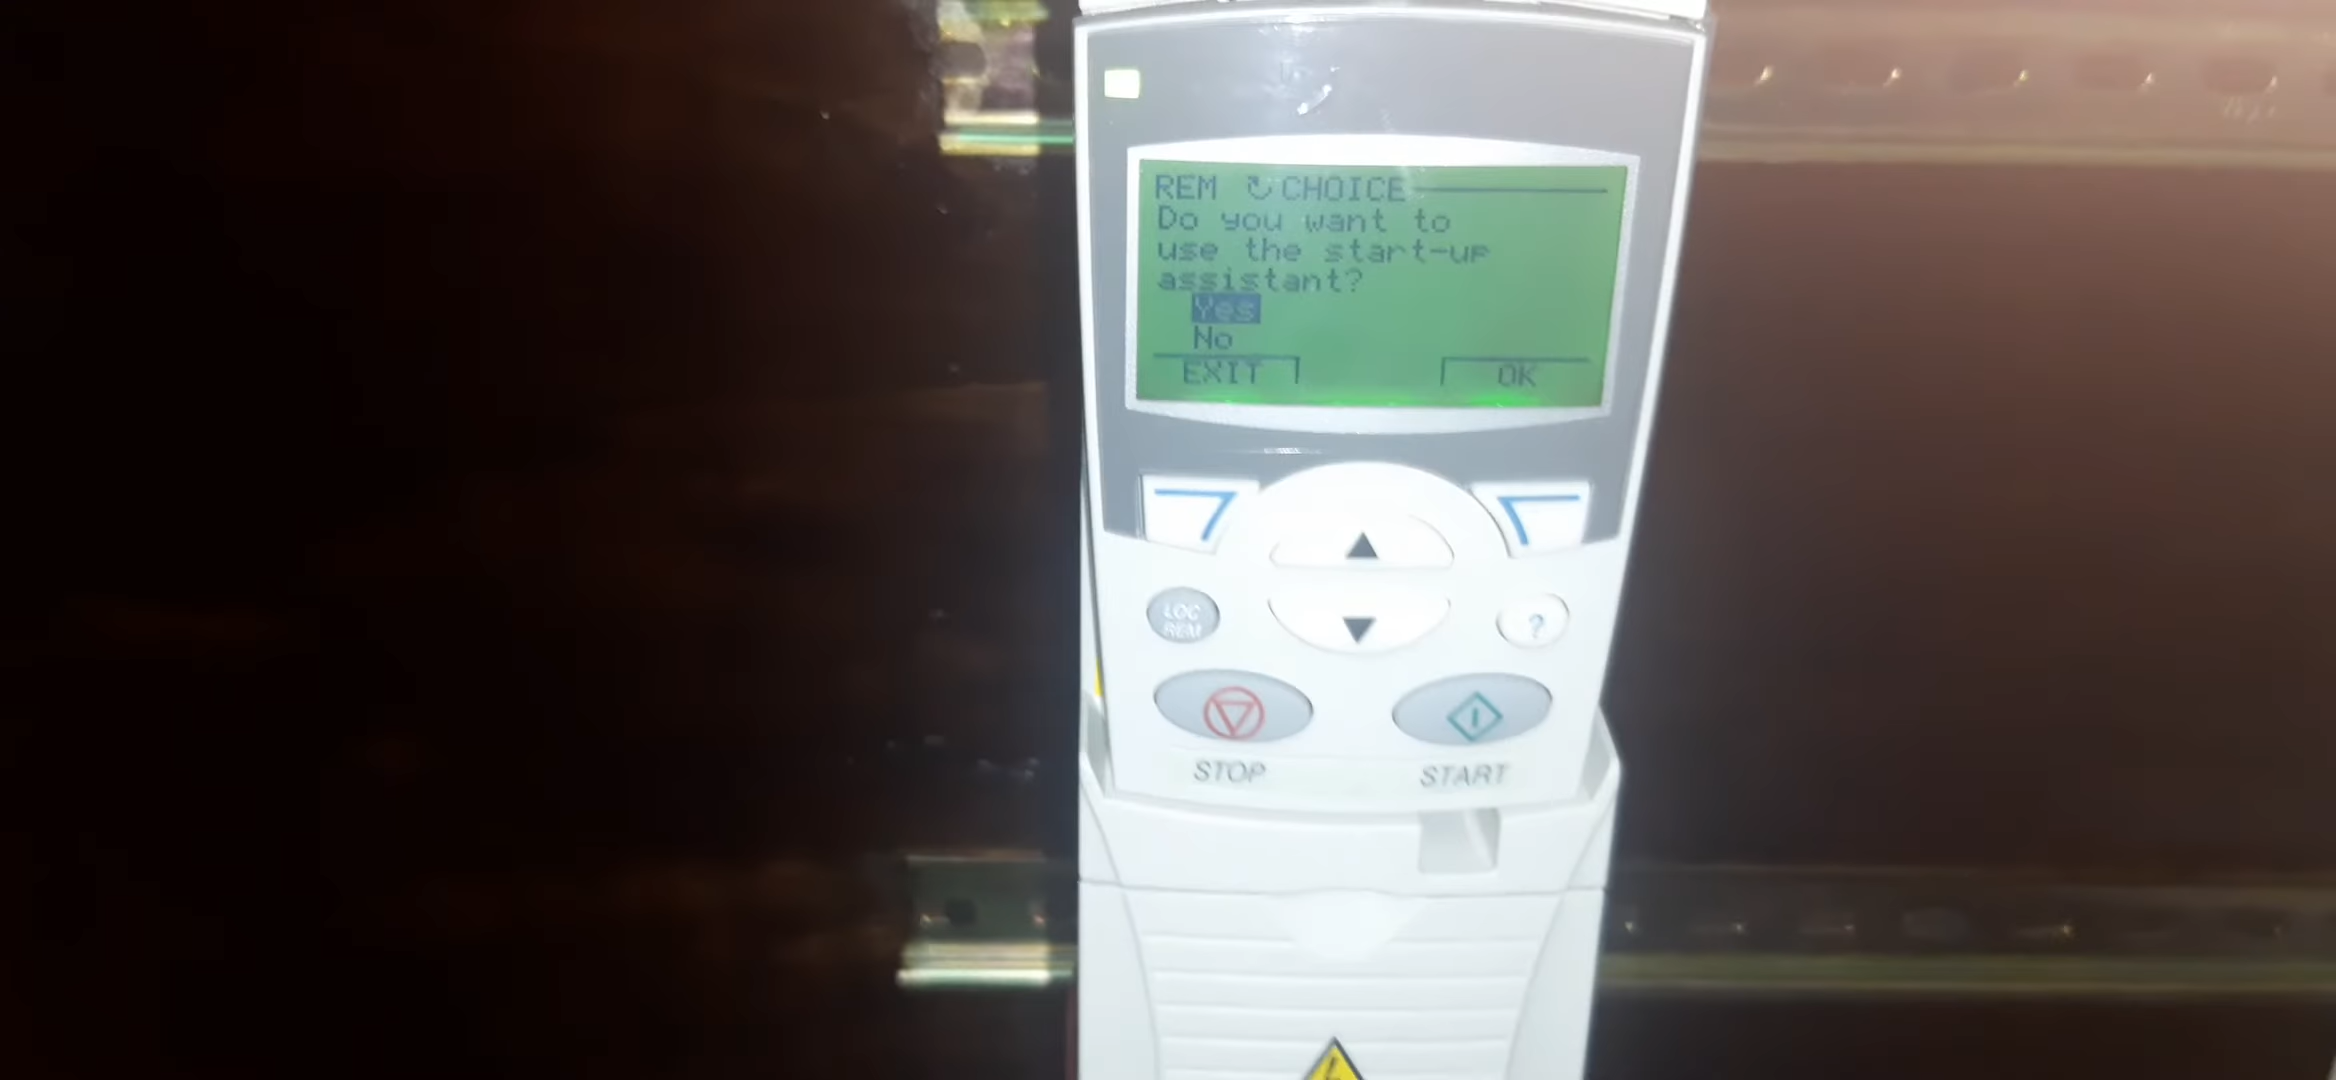 REM ↻CHOICE
Do you want to
use the start-up
assistant?
Yes
No
EXIT OK
LOC
REM
?
STOP START